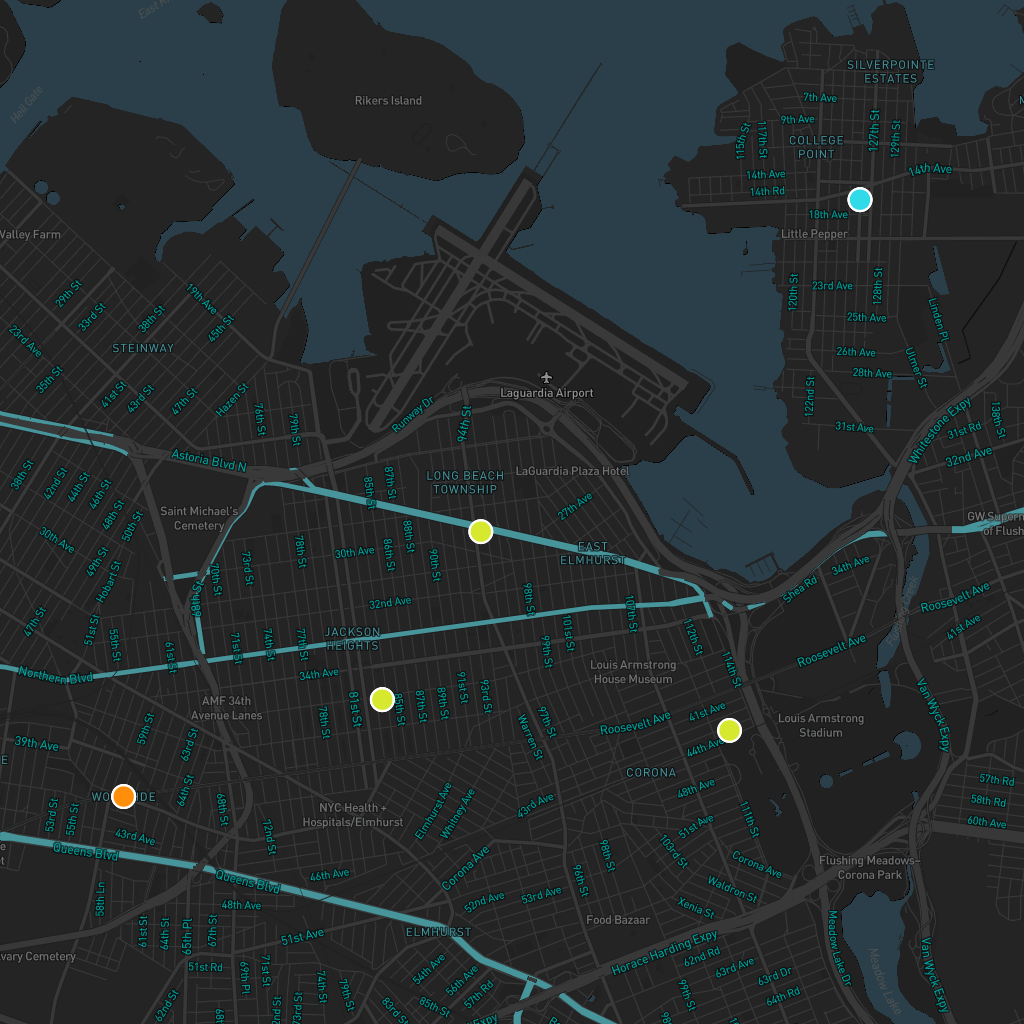 East R
Hell Gate
Rikers Island
SILVERPOINTE
ESTATES
7th Ave
9th Ave
115th St
117th St
127th St
129th St
COLLEGE
POINT
14th Ave
14th Ave
14th Rd
18th Ave
Little Pepper
Valley Farm
120th St
23rd Ave
128th St
25th Ave
Linden Pl
26th Ave
28th Ave
Ulmer St
122nd St
31st Ave
Whitestone Expy
138th St
31st Rd
32nd Ave
19th Ave
29th St
33rd St
38th St
45th St
23rd Ave
STEINWAY
35th St
41st St
43rd St
47th St
Hazen St
76th St
79th St
Runway Dr
94th St
Laguardia Airport
Astoria Blvd N
LONG BEACH
TOWNSHIP
LaGuardia Plaza Hotel
38th St
42nd St
44th St
46th St
48th St
50th St
Saint Michael's
Cemetery
85th St
87th St
88th St
27th Ave
GW Superm
of Flush
30th Ave
49th St
Hobart St
30th Ave
86th St
90th St
78th St
73rd St
70th St
EAST
ELMHURST
34th Ave
Shea Rd
Roosevelt Ave
41st Ave
47th St
51st St
55th St
61st St
69th St
71st St
74th St
77th St
32nd Ave
JACKSON
HEIGHTS
98th St
99th St
101st St
107th St
112th St
114th St
Roosevelt Ave
Northern Blvd
34th Ave
Louis Armstrong
House Museum
AMF 34th
Avenue Lanes
78th St
81st St
85th St
87th St
89th St
91st St
93rd St
Warren St
97th St
Roosevelt Ave
41st Ave
44th Ave
Louis Armstrong
Stadium
Van Wyck Expy
39th Ave
59th St
63rd St
64th St
68th St
72nd St
53rd St
55th St
43rd Ave
Queens Blvd
NYC Health +
Hospitals/Elmhurst
Elmhurst Ave
Whitney Ave
43rd Ave
CORONA
48th Ave
51st Ave
111th St
57th Rd
58th Rd
60th Ave
103rd St
98th St
96th St
Corona Ave
Corona Ave
Waldron St
Xenia St
Flushing Meadows–
Corona Park
Queens Blvd
46th Ave
48th Ave
58th Ln
61st St
64th St
65th Pl
67th St
51st Ave
52nd Ave
53rd Ave
ELMHURST
Food Bazaar
Horace Harding Expy
62nd Rd
63rd Ave
63rd Dr
64th Rd
99th St
Meadow Lake Dr
Meadow Lake
Van Wyck Expy
vary Cemetery
51st Rd
69th Pl
71st St
74th St
79th St
54th Ave
56th Ave
57th Rd
62nd St
73rd St
83rd St
85th St
Expy